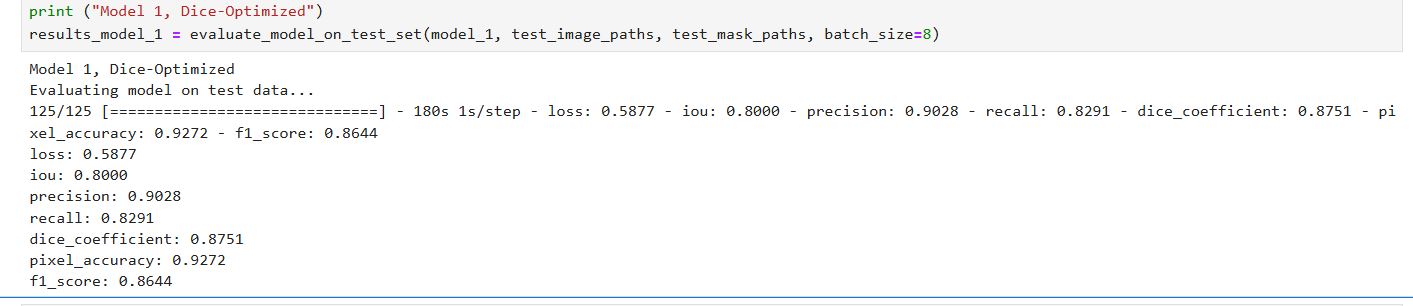 print ("Model 1, Dice-Optimized")
results_model_1 = evaluate_model_on_test_set(model_1, test_image_paths, test_mask_paths, batch_size=8)
Model 1, Dice-Optimized
Evaluating model on test data...
125/125 [==============================] - 180s 1s/step - loss: 0.5877 - iou: 0.8000 - precision: 0.9028 - recall: 0.8291 - dice_coefficient: 0.8751 - pi
xel_accuracy: 0.9272 - f1_score: 0.8644
loss: 0.5877
iou: 0.8000
precision: 0.9028
recall: 0.8291
dice_coefficient: 0.8751
pixel_accuracy: 0.9272
f1_score: 0.8644